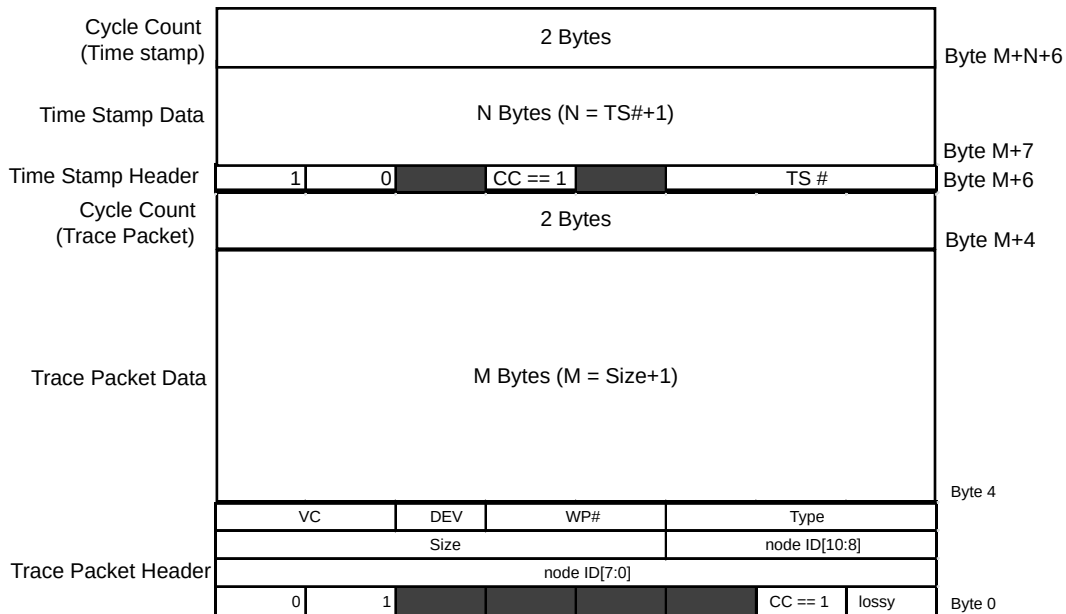 Cycle Count
(Time stamp)
2 Bytes
Byte M+N+6
Time Stamp Data
N Bytes (N = TS#+1)
Byte M+7
Time Stamp Header
1 0 CC == 1 TS #
Byte M+6
Cycle Count
(Trace Packet)
2 Bytes
Byte M+4
Trace Packet Data
M Bytes (M = Size+1)
Byte 4
VC DEV WP# Type
Size node ID[10:8]
Trace Packet Header
node ID[7:0]
0 1 CC == 1 lossy
Byte 0